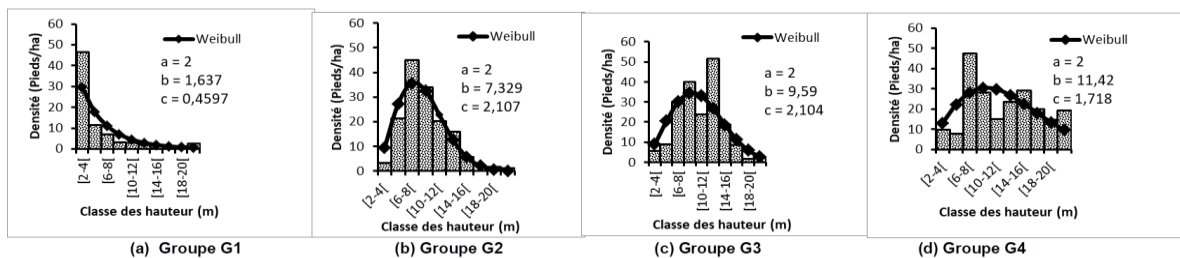 60
50
40
30
20
10
0
Densité (Pieds/ha)
Weibull
a = 2
b = 1,637
c = 0,4597
[2-4[
[6-8[
[10-12[
[14-16[
[18-20[
Classe des hauteur (m)
(a) Groupe G1
60
50
40
30
20
10
0
Densité (Pieds/ha)
Weibull
a = 2
b = 7,329
c = 2,107
[2-4[
[6-8[
[10-12[
[14-16[
[18-20[
Classe des hauteur (m)
(b) Groupe G2
60
50
40
30
20
10
0
Densité (Pieds/ha)
Weibull
a = 2
b = 9,59
c = 2,104
[2-4[
[6-8[
[10-12[
[14-16[
[18-20[
Classe des hauteur (m)
(c) Groupe G3
60
50
40
30
20
10
0
Densité (Pieds/ha)
Weibull
a = 2
b = 11,42
c = 1,718
[2-4[
[6-8[
[10-12[
[14-16[
[18-20[
Classe des hauteur (m)
(d) Groupe G4